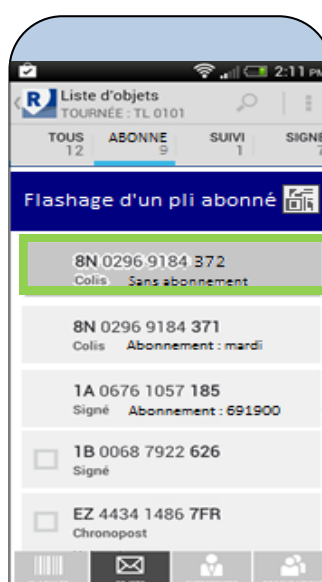 2:11 PM
R Liste d'objets
TOURNÉE : TL 0101
TOUS ABONNE SUIVI SIGNE
12 9 1 7
Flashage d'un pli abonné
8N 0296 9184 372
Colis Sans abonnement
8N 0296 9184 371
Colis Abonnement : mardi
1A 0676 1057 185
Signé Abonnement : 691900
1B 0068 7922 626
Signé
EZ 4434 1486 7FR
Chronopost